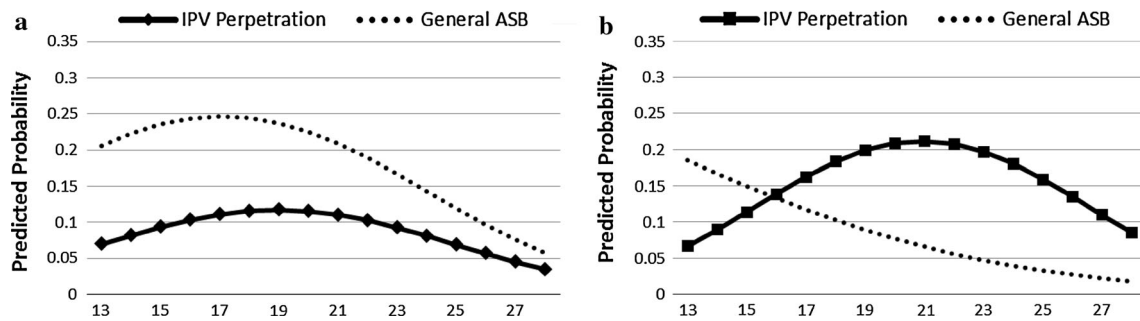 a
IPV Perpetration
General ASB
Predicted Probability
0.35
0.3
0.25
0.2
0.15
0.1
0.05
0
13 15 17 19 21 23 25 27
b
IPV Perpetration
General ASB
Predicted Probability
0.35
0.3
0.25
0.2
0.15
0.1
0.05
0
13 15 17 19 21 23 25 27